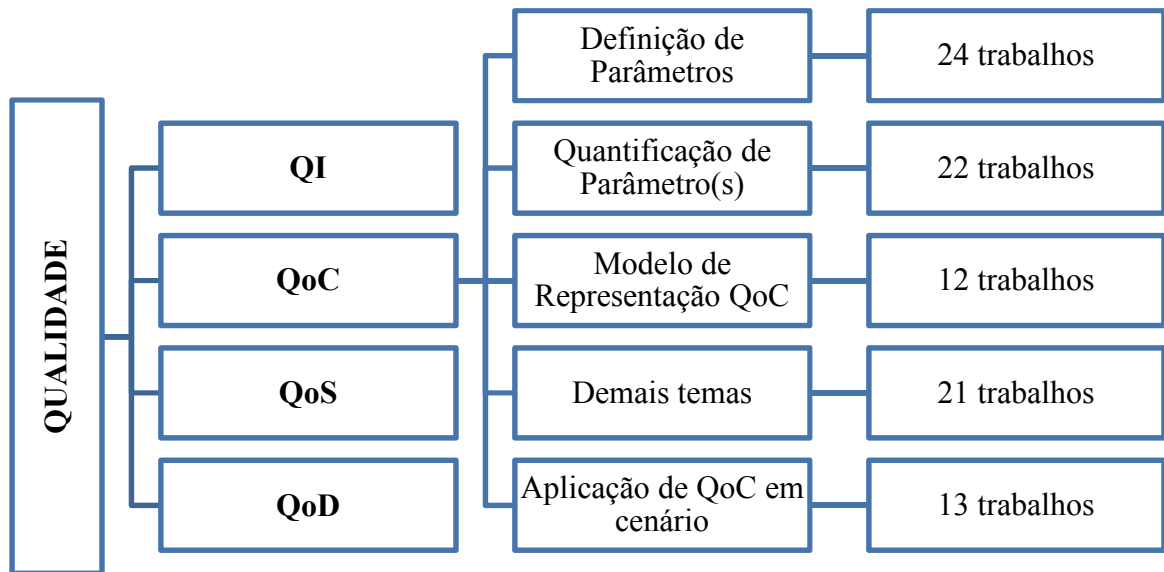 QUALIDADE
QI
QoC
QoS
QoD
Definição de
Parâmetros
24 trabalhos
Quantificação de
Parâmetro(s)
22 trabalhos
Modelo de
Representação QoC
12 trabalhos
Demais temas
21 trabalhos
Aplicação de QoC em
cenário
13 trabalhos